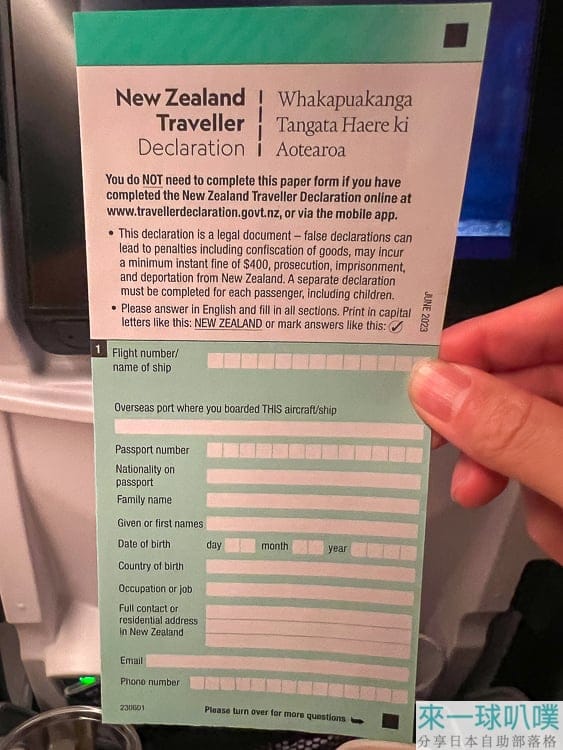 New Zealand
Traveller
Declaration
Whakapuakanga
Tangata Haere ki
Aotearoa
You do NOT need to complete this paper form if you have
completed the New Zealand Traveller Declaration online at
www.travellerdeclaration.govt.nz, or via the mobile app.
• This declaration is a legal document – false declarations can
lead to penalties including confiscation of goods, may incur
a minimum instant fine of $400, prosecution, imprisonment,
and deportation from New Zealand. A separate declaration
must be completed for each passenger, including children.
• Please answer in English and fill in all sections. Print in capital
letters like this: NEW ZEALAND or mark answers like this: ✓
JUNE 2023
1 Flight number/
name of ship
Overseas port where you boarded THIS aircraft/ship
Passport number
Nationality on
passport
Family name
Given or first names
Date of birth day month year
Country of birth
Occupation or job
Full contact or
residential address
in New Zealand
Email
Phone number
230601 Please turn over for more questions
來一球叭噗
分享日本自助部落格